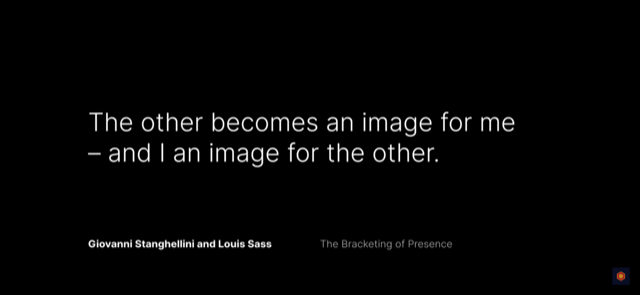 The other becomes an image for me
– and I an image for the other.
Giovanni Stanghellini and Louis Sass The Bracketing of Presence